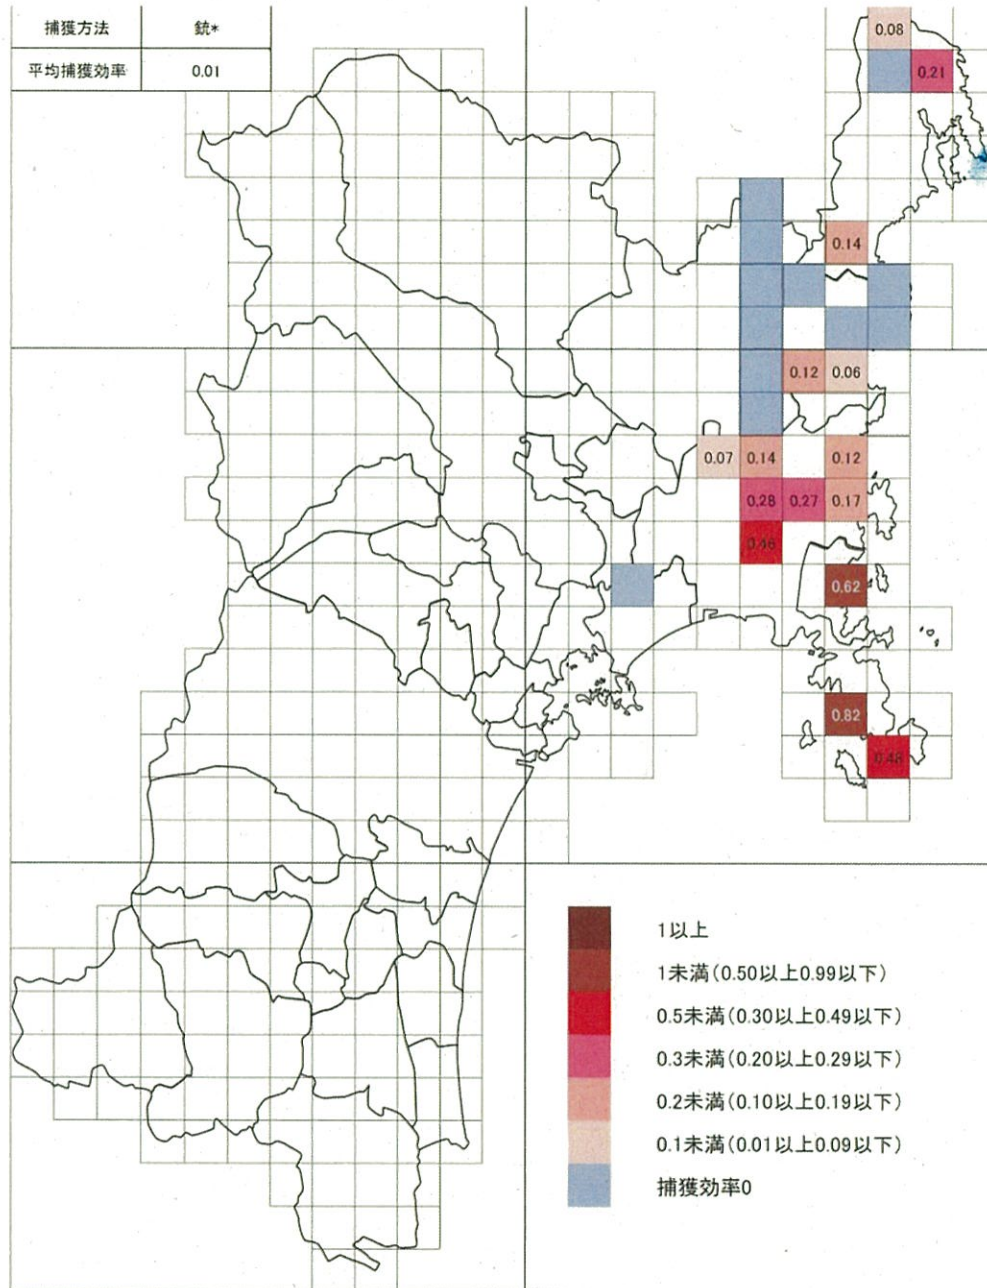 捕獲方法 銃*
平均捕獲効率 0.01
0.08
0.21
0.14
0.12 0.06
0.07 0.14 0.12
0.28 0.27 0.17
0.46
0.62
0.82
0.48
1以上
1未満(0.50以上0.99以下)
0.5未満(0.30以上0.49以下)
0.3未満(0.20以上0.29以下)
0.2未満(0.10以上0.19以下)
0.1未満(0.01以上0.09以下)
捕獲効率0